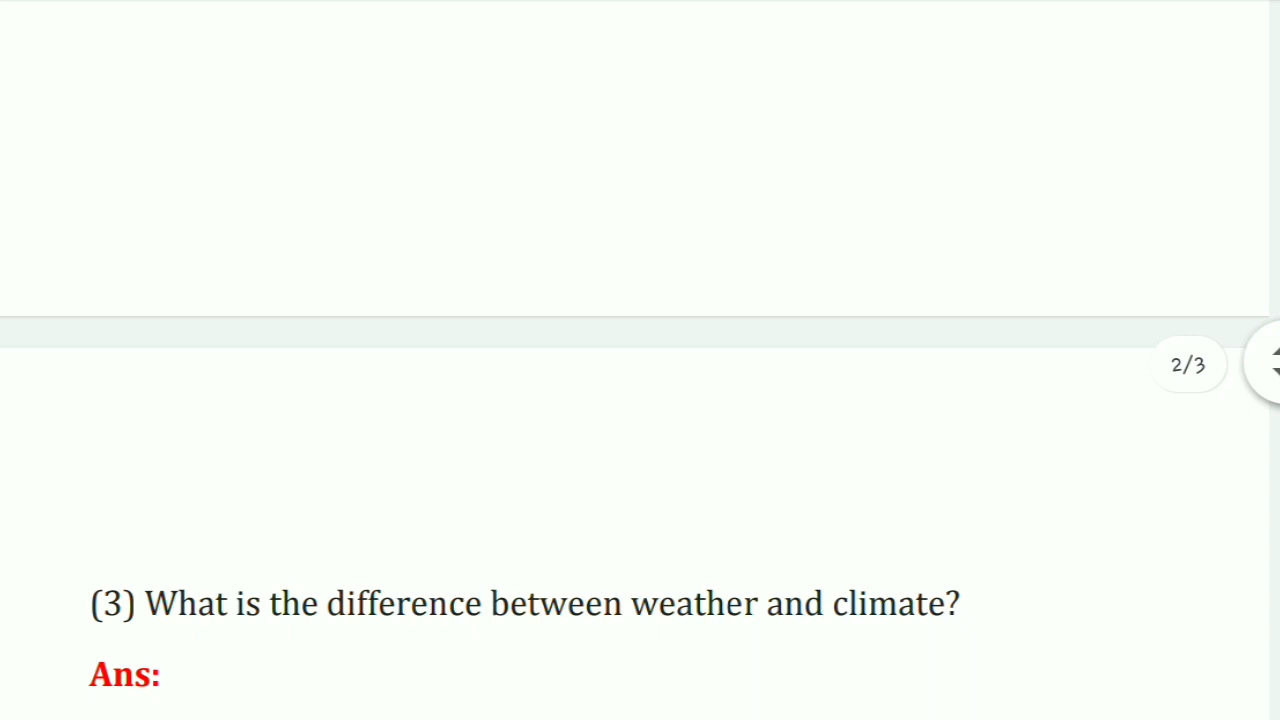 2/3
(3) What is the difference between weather and climate?
Ans: